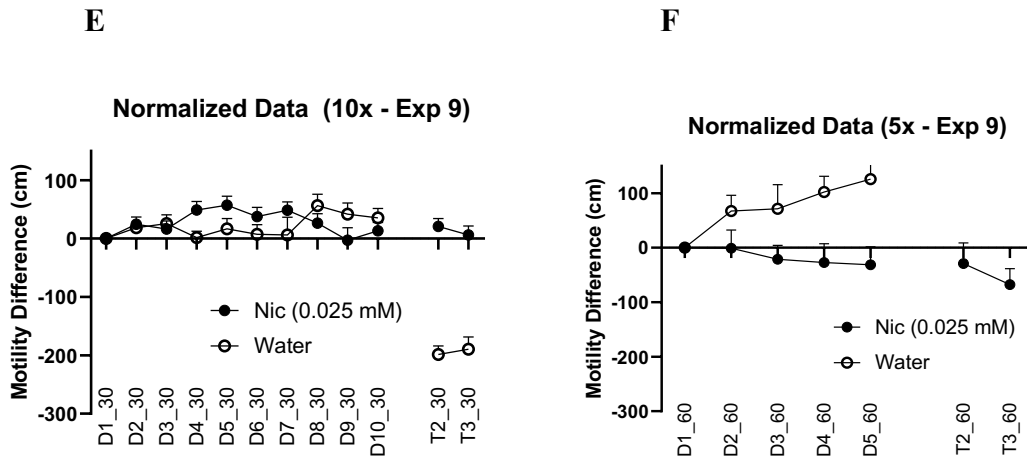 E
Normalized Data (10x - Exp 9)
Motility Difference (cm)
100
0
-100
-200
-300
Nic (0.025 mM)
Water
D1_30
D2_30
D3_30
D4_30
D5_30
D6_30
D7_30
D8_30
D9_30
D10_30
T2_30
T3_30
F
Normalized Data (5x - Exp 9)
Motility Difference (cm)
100
0
-100
-200
-300
Nic (0.025 mM)
Water
D1_60
D2_60
D3_60
D4_60
D5_60
T2_60
T3_60